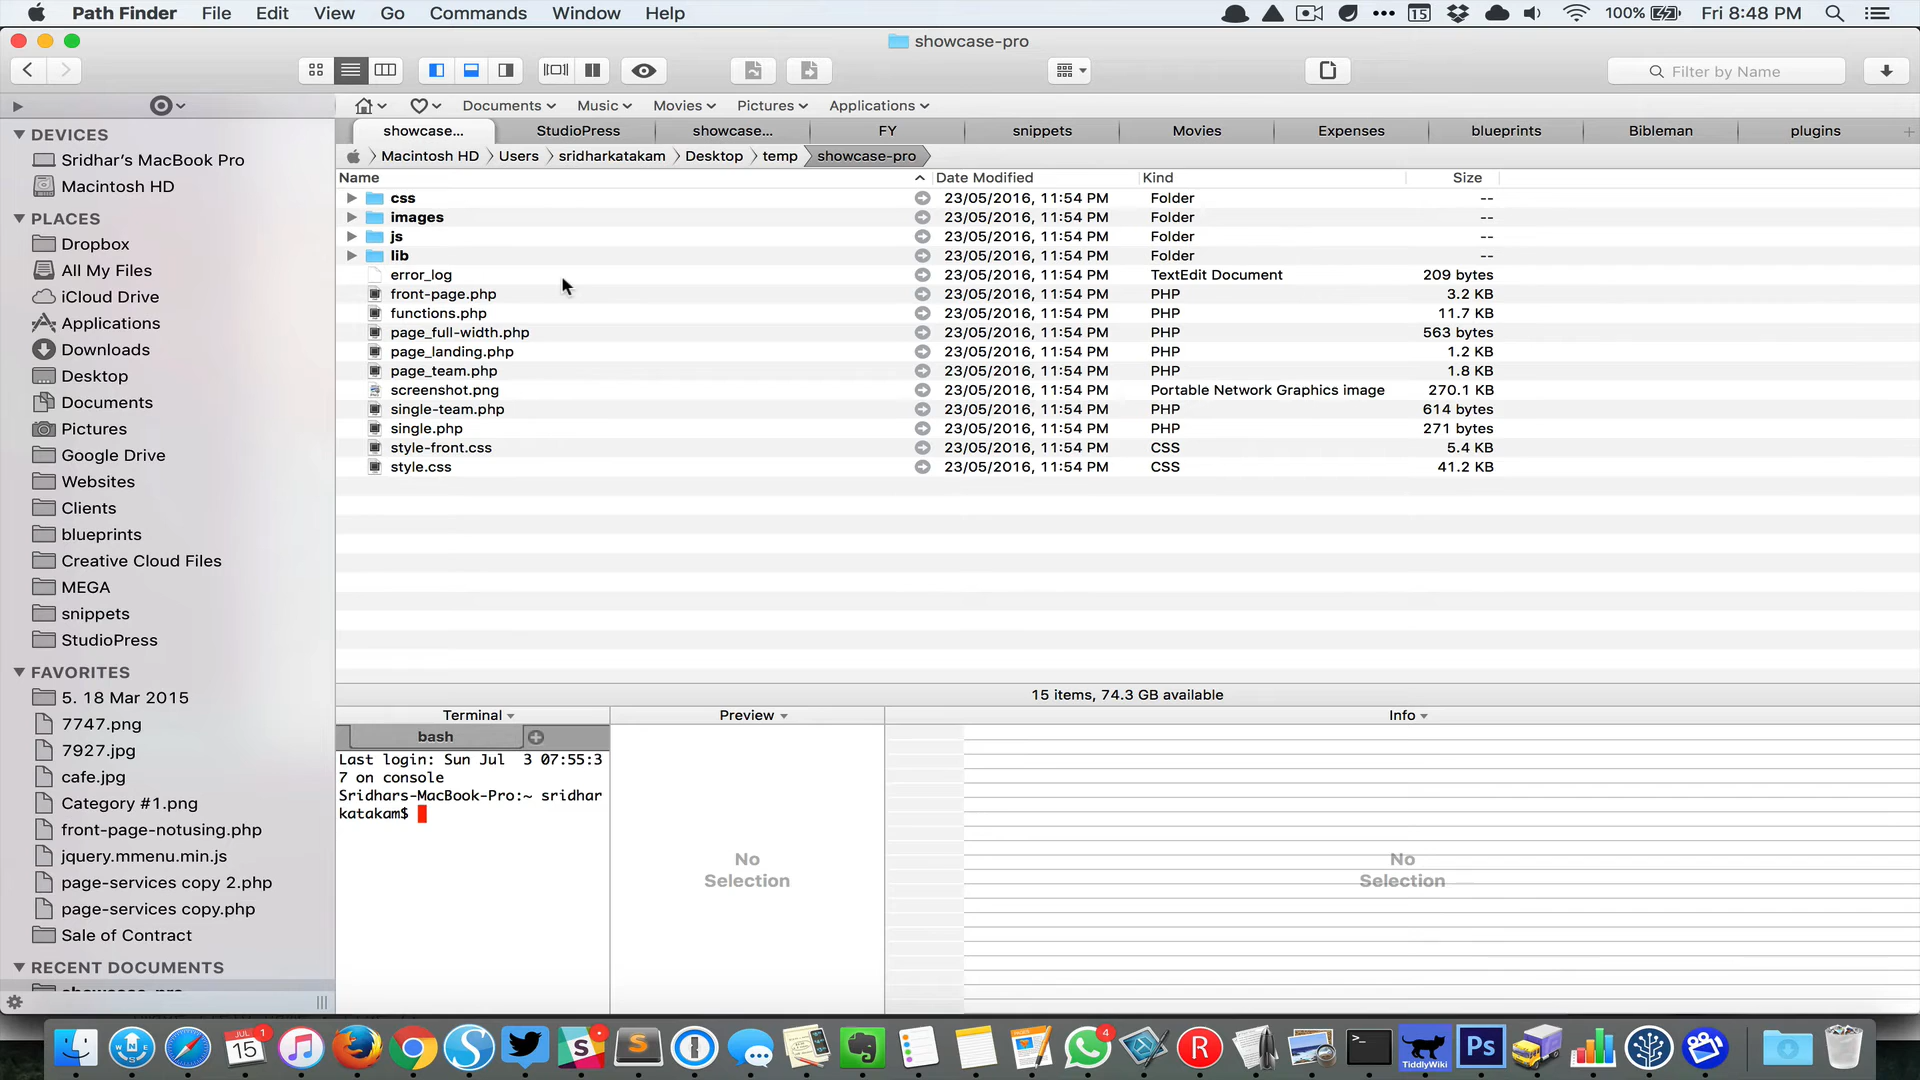 Path Finder File Edit View Go Commands Window Help 15 100% Fri 8:48 PM
showcase-pro
Filter by Name
Documents Music Movies Pictures Applications
showcase... StudioPress showcase... FY snippets Movies Expenses blueprints Bibleman plugins
Macintosh HD Users sridharkatakam Desktop temp showcase-pro
Name Date Modified Kind Size
css 23/05/2016, 11:54 PM Folder --
images 23/05/2016, 11:54 PM Folder --
js 23/05/2016, 11:54 PM Folder --
lib 23/05/2016, 11:54 PM Folder --
error_log 23/05/2016, 11:54 PM TextEdit Document 209 bytes
front-page.php 23/05/2016, 11:54 PM PHP 3.2 KB
functions.php 23/05/2016, 11:54 PM PHP 11.7 KB
page_full-width.php 23/05/2016, 11:54 PM PHP 563 bytes
page_landing.php 23/05/2016, 11:54 PM PHP 1.2 KB
page_team.php 23/05/2016, 11:54 PM PHP 1.8 KB
screenshot.png 23/05/2016, 11:54 PM Portable Network Graphics image 270.1 KB
single-team.php 23/05/2016, 11:54 PM PHP 614 bytes
single.php 23/05/2016, 11:54 PM PHP 271 bytes
style-front.css 23/05/2016, 11:54 PM CSS 5.4 KB
style.css 23/05/2016, 11:54 PM CSS 41.2 KB
DEVICES
Sridhar's MacBook Pro
Macintosh HD
PLACES
Dropbox
All My Files
iCloud Drive
Applications
Downloads
Desktop
Documents
Pictures
Google Drive
Websites
Clients
blueprints
Creative Cloud Files
MEGA
snippets
StudioPress
FAVORITES
5. 18 Mar 2015
7747.png
7927.jpg
cafe.jpg
Category #1.png
front-page-notusing.php
jquery.mmenu.min.js
page-services copy 2.php
page-services copy.php
Sale of Contract
RECENT DOCUMENTS
showcase-pro
15 items, 74.3 GB available
Terminal Preview Info
bash
Last login: Sun Jul 3 07:55:3
7 on console
Sridhars-MacBook-Pro:~ sridhar
katakam$
No
Selection
No
Selection
JUL 15 1
S
S
S
1
4
R
>_
TiddlyWiki
Ps